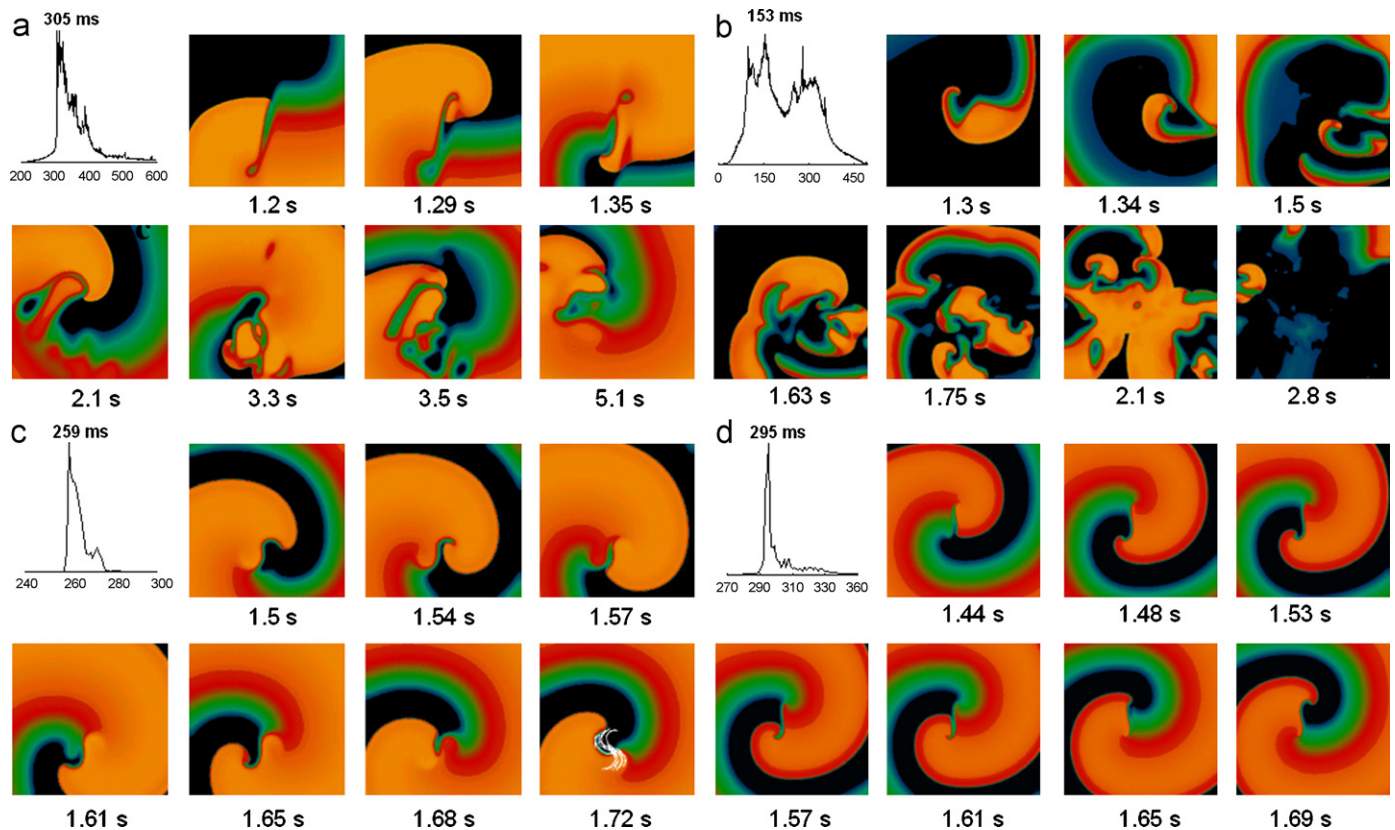 a
305 ms
200 300 400 500 600
1.2 s
1.29 s
1.35 s
2.1 s
3.3 s
3.5 s
5.1 s
b
153 ms
0 150 300 450
1.3 s
1.34 s
1.5 s
1.63 s
1.75 s
2.1 s
2.8 s
c
259 ms
240 260 280 300
1.5 s
1.54 s
1.57 s
1.61 s
1.65 s
1.68 s
1.72 s
d
295 ms
270 290 310 330 360
1.44 s
1.48 s
1.53 s
1.57 s
1.61 s
1.65 s
1.69 s